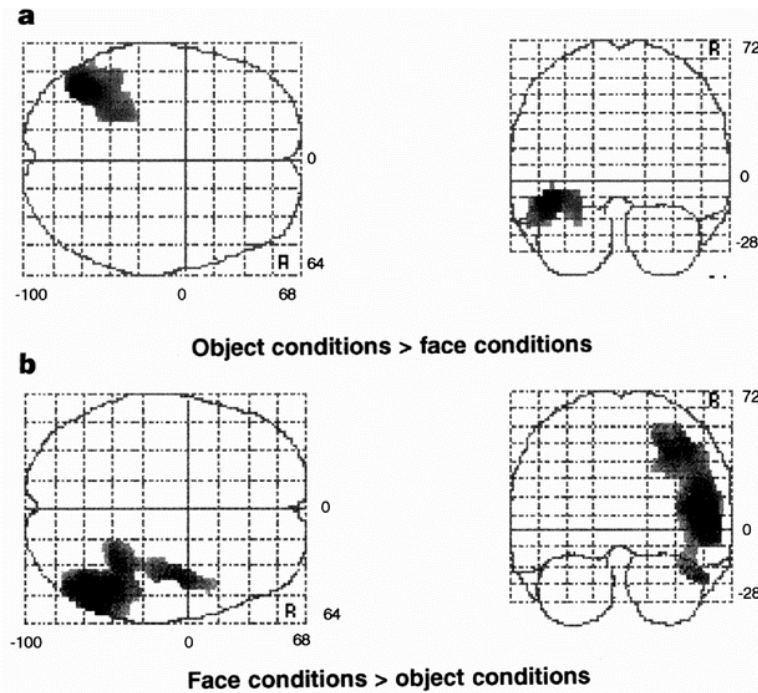 a
R 72
0 0
R -28
64
-100 0 68
Object conditions > face conditions
b
R 72
0
0
R 64 -28
-100 0 68
Face conditions > object conditions